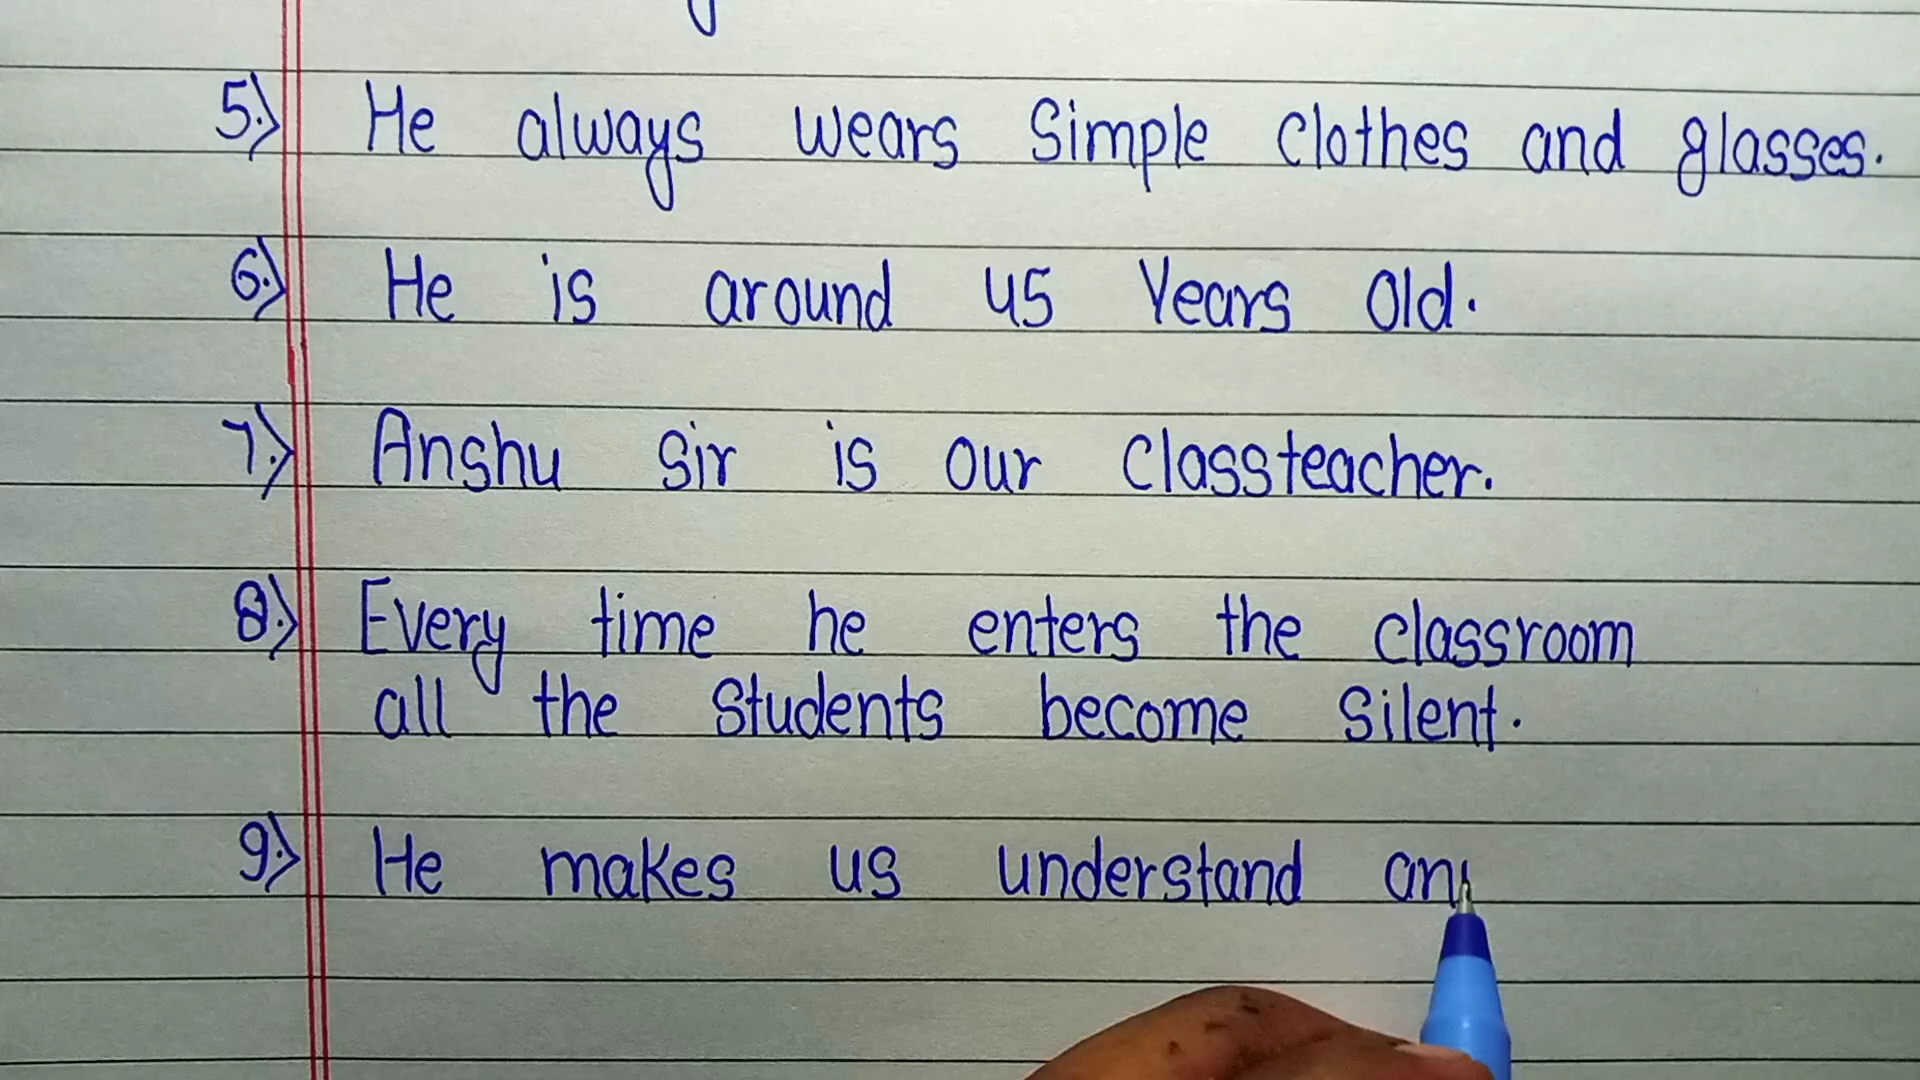 5.) He always wears Simple Clothes and glasses.
6.) He is around 45 Years Old.
7.) Anshu Sir is Our Classteacher.
8.) Every time he enters the classroom
all the Students become Silent.
9.) He makes us understand